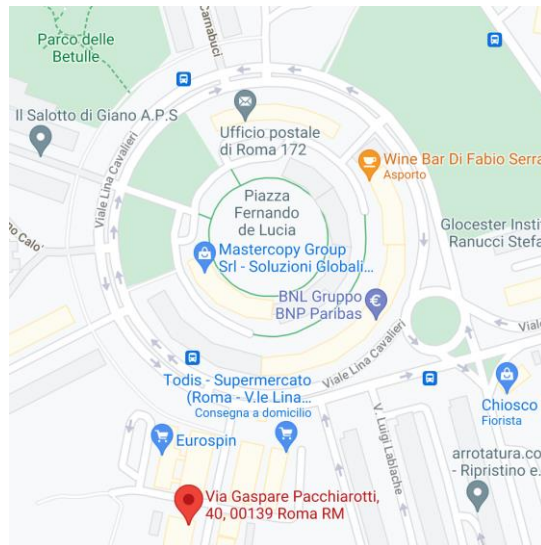 Carnabuci
Parco delle
Betulle
Il Salotto di Giano A.P.S
Ufficio postale
di Roma 172
Viale Lina Cavalieri
Wine Bar Di Fabio Serra
Asporto
Piazza
Fernando
de Lucia
Glocester Insti
Ranucci Stefa
Calo'
Mastercopy Group
Srl - Soluzioni Globali...
BNL Gruppo
BNP Paribas
€
Viale Lina Cavalieri
Viale
Todis - Supermercato
(Roma - V.le Lina...
Consegna a domicilio
Chiosco
Fiorista
V. Luigi Lablache
Eurospin
arrotatura.co
- Ripristino e.
Via Gaspare Pacchiarotti,
40, 00139 Roma RM